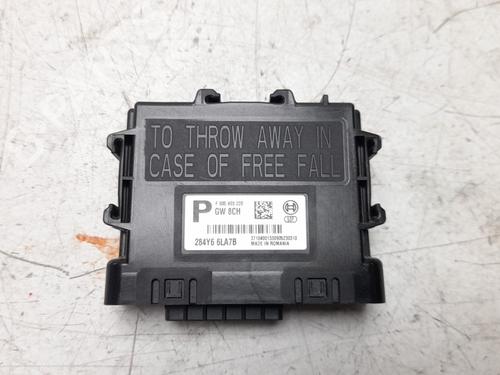 TO THROW AWAY IN
CASE OF FREE FALL
P
GW 8CH
284Y6 6LA7B
MADE IN ROMANIA